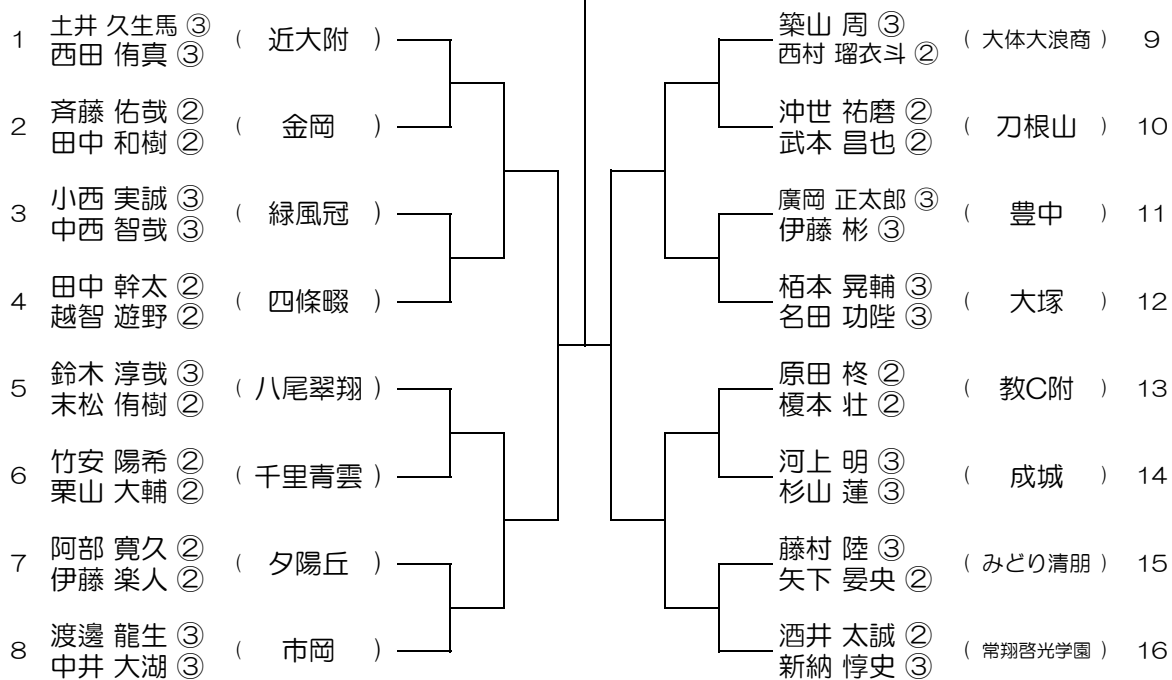 1 土井 久生馬 ③ ( 近大附 )
西田 侑真 ③
2 斉藤 佑哉 ② ( 金岡 )
田中 和樹 ②
3 小西 実誠 ③ ( 緑風冠 )
中西 智哉 ③
4 田中 幹太 ② ( 四條畷 )
越智 遊野 ②
5 鈴木 淳哉 ③ ( 八尾翠翔 )
末松 侑樹 ②
6 竹安 陽希 ② ( 千里青雲 )
栗山 大輔 ②
7 阿部 寛久 ② ( 夕陽丘 )
伊藤 楽人 ②
8 渡邊 龍生 ③ ( 市岡 )
中井 大湖 ③
築山 周 ③ ( 大体大浪商 ) 9
西村 瑠衣斗 ②
沖世 祐磨 ② ( 刀根山 ) 10
武本 昌也 ②
廣岡 正太郎 ③ ( 豊中 ) 11
伊藤 彬 ③
栢本 晃輔 ③ ( 大塚 ) 12
名田 功陛 ③
原田 柊 ② ( 教C附 ) 13
榎本 壮 ②
河上 明 ③ ( 成城 ) 14
杉山 蓮 ③
藤村 陸 ③ ( みどり清朋 ) 15
矢下 晏央 ②
酒井 太誠 ② ( 常翔啓光学園 ) 16
新納 惇史 ③